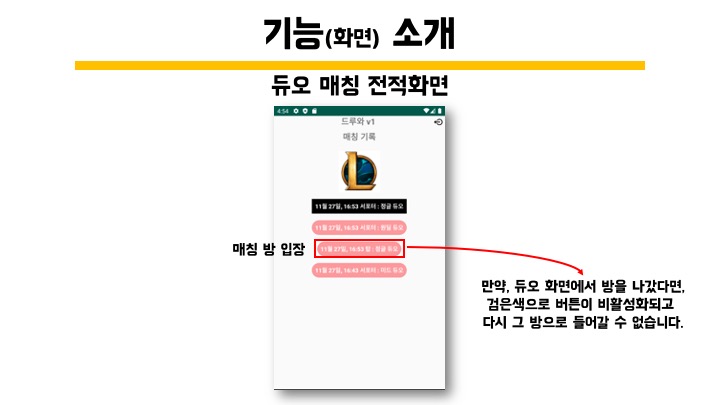 기능(화면) 소개
듀오 매칭 전적화면
4:54
드루와 v1
매칭 기록
11월 27일, 16:53 서포터 : 정글 듀오
11월 27일, 16:53 서포터 : 원딜 듀오
매칭 방 입장
11월 27일, 16:53 탑 : 정글 듀오
11월 27일, 16:45 서포터 : 미드 듀오
만약, 듀오 화면에서 방을 나갔다면,
검은색으로 버튼이 비활성화되고
다시 그 방으로 들어갈 수 없습니다.